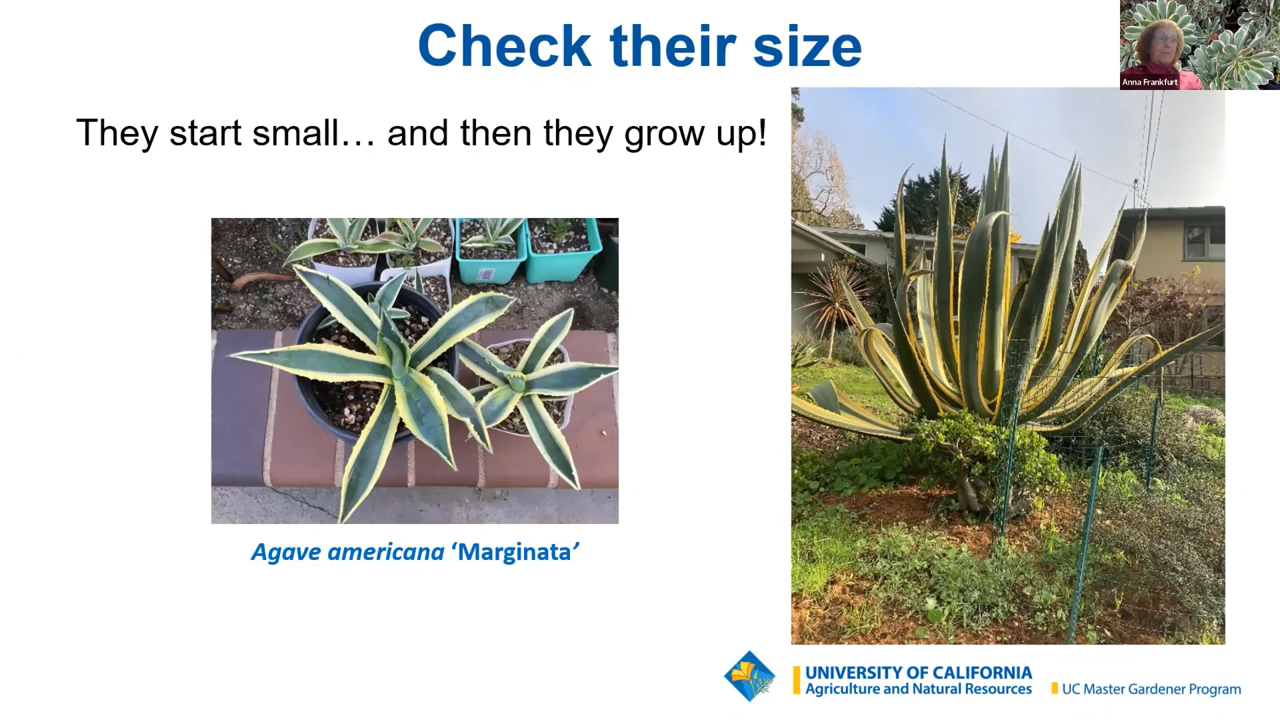 Check their size
Anna Frankfurt
They start small… and then they grow up!
Agave americana ‘Marginata’
UNIVERSITY OF CALIFORNIA
Agriculture and Natural Resources
UC Master Gardener Program